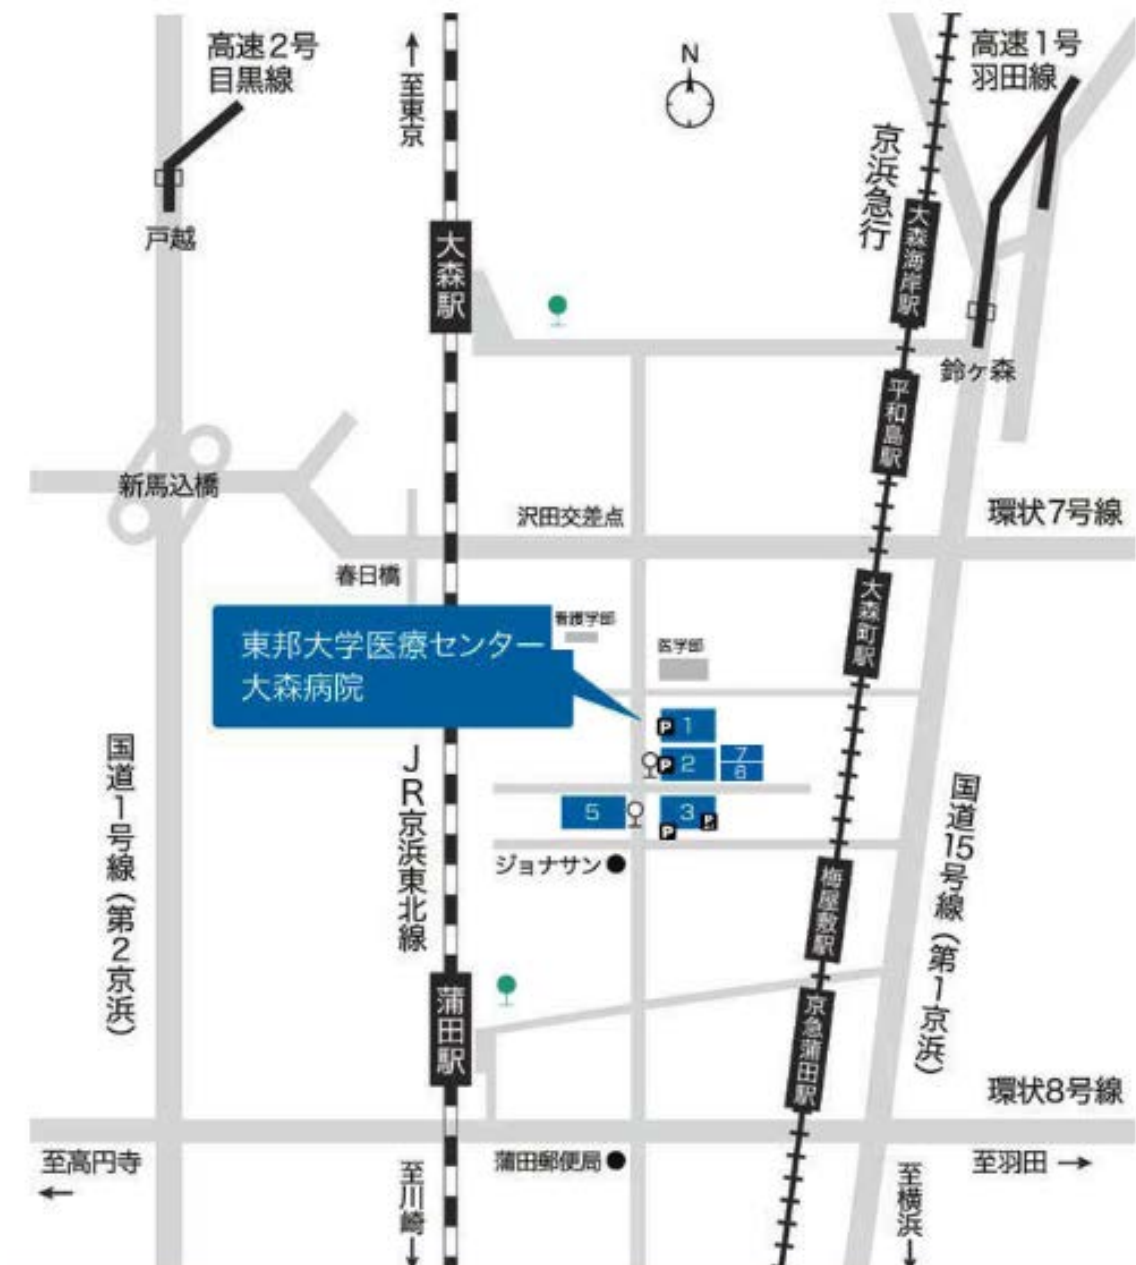 高速2号
目黒線
至東京
N
高速1号
羽田線
京浜急行
戸越
大森駅
大森海岸駅
鈴ヶ森
平和島駅
新馬込橋
沢田交差点
環状7号線
春日橋
大森町駅
看護学部
医学部
東邦大学医療センター
大森病院
P 1
P 2
7
6
5
3
P
P
国道1号線(第2京浜)
JR京浜東北線
国道15号線(第1京浜)
ジョナサン
梅屋敷駅
蒲田駅
京急蒲田駅
環状8号線
至高円寺
至川崎
蒲田郵便局
至横浜
至羽田